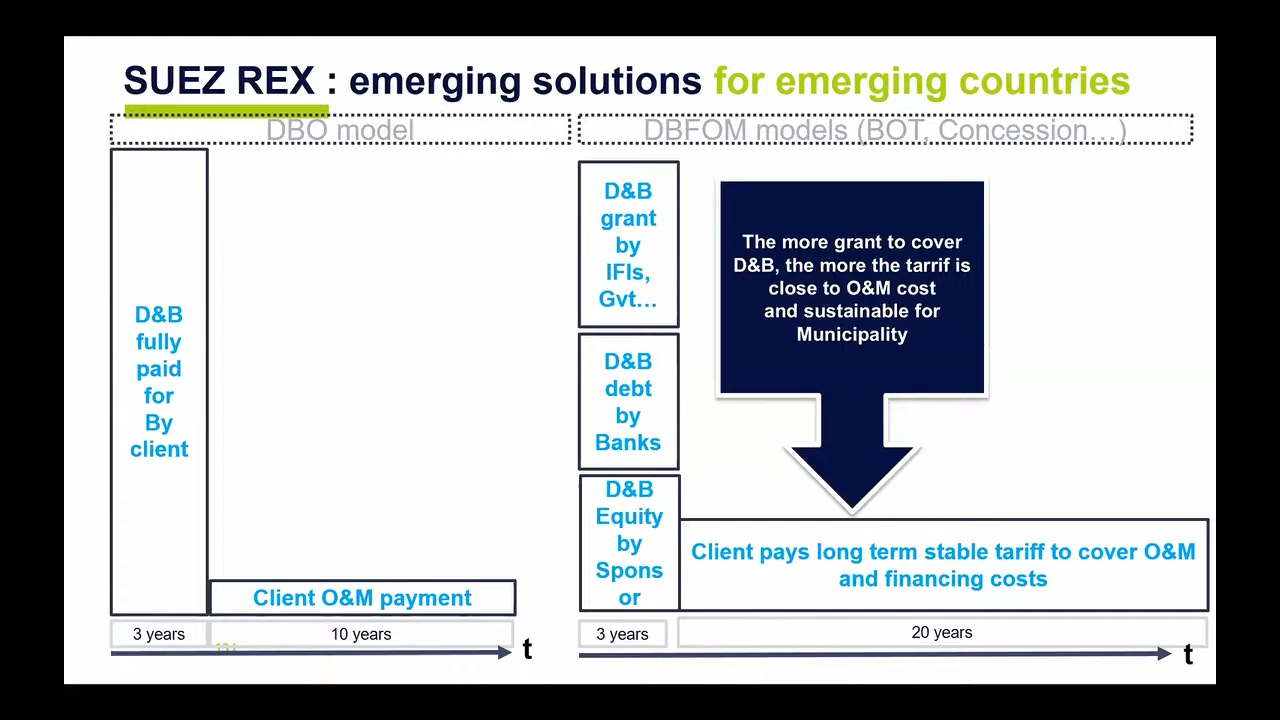 SUEZ REX : emerging solutions for emerging countries
DBO model
D&B
fully
paid
for
By
client
Client O&M payment
3 years
10 years
t
DBFOM models (BOT, Concession…)
D&B
grant
by
IFIs,
Gvt…
D&B
debt
by
Banks
D&B
Equity
by
Spons
or
The more grant to cover
D&B, the more the tarrif is
close to O&M cost
and sustainable for
Municipality
Client pays long term stable tariff to cover O&M
and financing costs
3 years
20 years
t